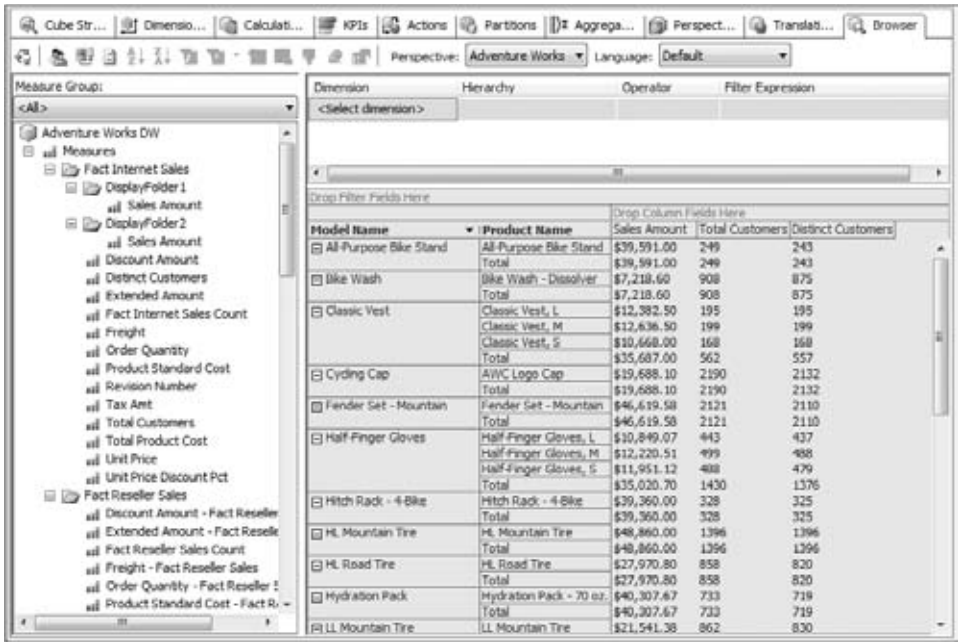 Cube Str... Dimensio... Calculati... KPIs Actions Partitions Aggrega... Perspect... Translati... Browser
Perspective: Adventure Works Language: Default
Measure Group:
<All>
Adventure Works DW
Measures
Fact Internet Sales
DisplayFolder1
Sales Amount
DisplayFolder2
Sales Amount
Discount Amount
Distinct Customers
Extended Amount
Fact Internet Sales Count
Freight
Order Quantity
Product Standard Cost
Revision Number
Tax Amt
Total Customers
Total Product Cost
Unit Price
Unit Price Discount Pct
Fact Reseller Sales
Discount Amount - Fact Reseller
Extended Amount - Fact Reselle
Fact Reseller Sales Count
Freight - Fact Reseller Sales
Order Quantity - Fact Reseller S
Product Standard Cost - Fact R
Dimension Hierarchy Operator Filter Expression
<Select dimension>
Drop Filter Fields Here
Drop Column Fields Here
Model Name Product Name Sales Amount Total Customers Distinct Customers
All-Purpose Bike Stand All-Purpose Bike Stand $39,591.00 249 243
Total $39,591.00 249 243
Bike Wash Bike Wash - Dissolver $7,218.60 908 875
Total $7,218.60 908 875
Classic Vest Classic Vest, L $12,382.50 195 195
Classic Vest, M $12,636.50 199 199
Classic Vest, S $10,668.00 168 168
Total $35,687.00 562 557
Cycling Cap AWC Logo Cap $19,688.10 2190 2132
Total $19,688.10 2190 2132
Fender Set - Mountain Fender Set - Mountain $46,619.58 2121 2110
Total $46,619.58 2121 2110
Half-Finger Gloves Half-Finger Gloves, L $10,849.07 443 437
Half-Finger Gloves, M $12,220.51 499 488
Half-Finger Gloves, S $11,951.12 488 479
Total $35,020.70 1430 1376
Hitch Rack - 4-Bike Hitch Rack - 4-Bike $39,360.00 328 325
Total $39,360.00 328 325
HL Mountain Tire HL Mountain Tire $48,860.00 1396 1396
Total $48,860.00 1396 1396
HL Road Tire HL Road Tire $27,970.80 858 820
Total $27,970.80 858 820
Hydration Pack Hydration Pack - 70 oz. $40,307.67 733 719
Total $40,307.67 733 719
LL Mountain Tire LL Mountain Tire $21,541.38 862 830